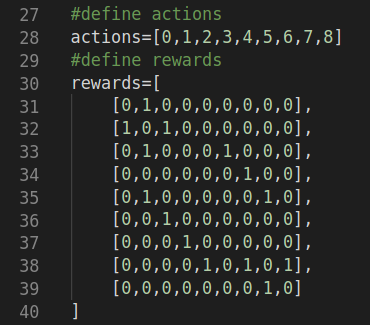 27 #define actions
28 actions=[0,1,2,3,4,5,6,7,8]
29 #define rewards
30 rewards=[
31 [0,1,0,0,0,0,0,0,0],
32 [1,0,1,0,0,0,0,0,0],
33 [0,1,0,0,0,1,0,0,0],
34 [0,0,0,0,0,0,1,0,0],
35 [0,1,0,0,0,0,0,1,0],
36 [0,0,1,0,0,0,0,0,0],
37 [0,0,0,1,0,0,0,0,0],
38 [0,0,0,0,1,0,1,0,1],
39 [0,0,0,0,0,0,0,1,0]
40 ]